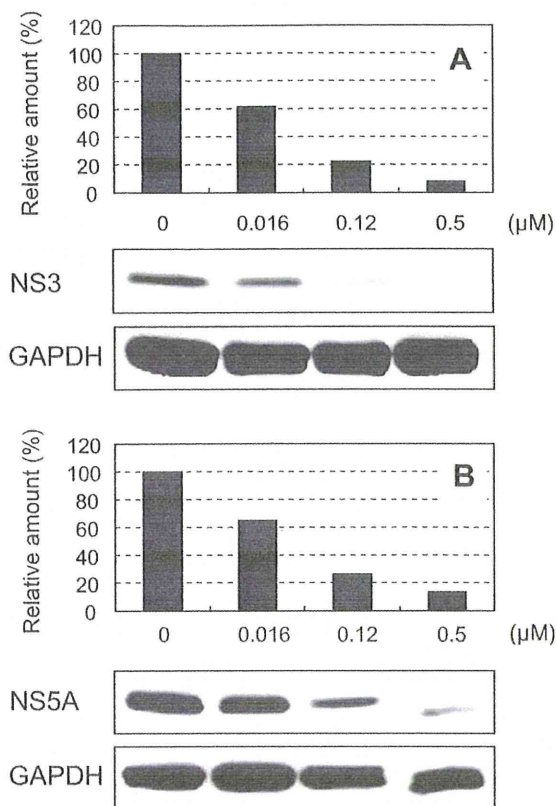 Relative amount (%)
120
100
80
60
40
20
0
A
0 0.016 0.12 0.5 (µM)
NS3
GAPDH
Relative amount (%)
120
100
80
60
40
20
0
B
0 0.016 0.12 0.5 (µM)
NS5A
GAPDH